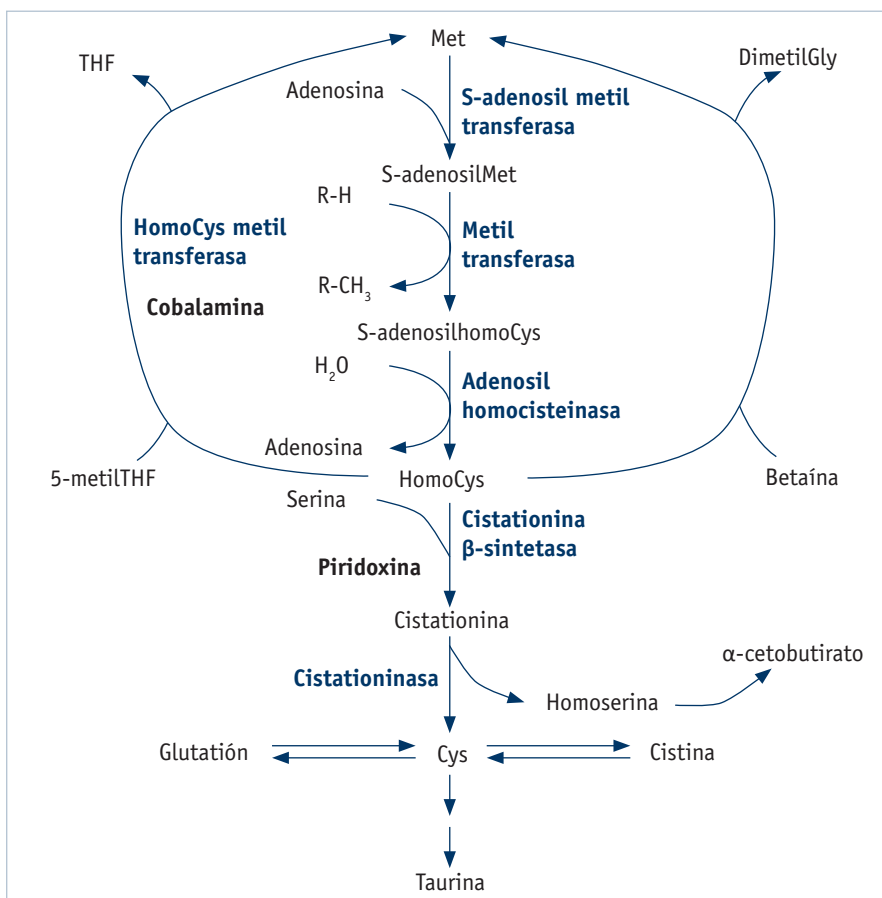 Met
THF
DimetilGly
Adenosina
S-adenosil metil
transferasa
S-adenosilMet
R-H
HomoCys metil
transferasa
Metil
transferasa
R-CH₃
Cobalamina
S-adenosilhomoCys
H₂O
Adenosil
homocisteinasa
Adenosina
5-metilTHF
HomoCys
Betaína
Serina
Cistationina
β-sintetasa
Piridoxina
Cistationina
α-cetobutirato
Cistationinasa
Homoserina
Glutatión
Cys
Cistina
Taurina